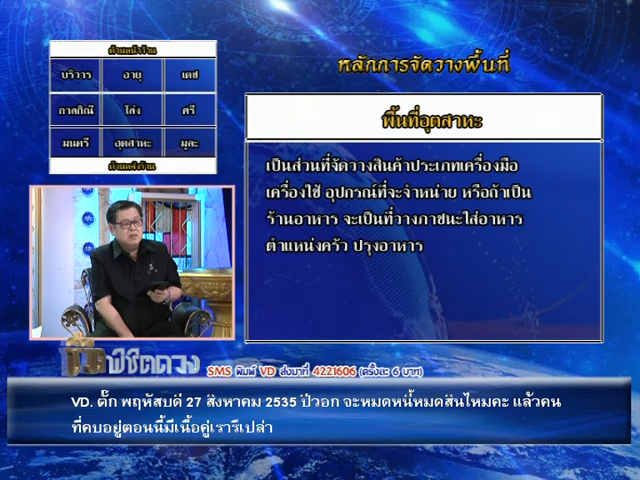 ด้านหน้าร้าน
บริวาร อายุ เดช
กาลกิณี โล่ง ศรี
มนตรี อุตสาหะ มูละ
ด้านหลังร้าน
หลักการจัดวางพื้นที่
พื้นที่อุตสาหะ
เป็นส่วนที่จัดวางสินค้าประเภทเครื่องมือ
เครื่องใช้ อุปกรณ์ที่จะจำหน่าย หรือถ้าเป็น
ร้านอาหาร จะเป็นที่วางภาชนะใส่อาหาร
ตำแหน่งครัว ปรุงอาหาร
SMS พิมพ์ VD ส่งมาที่ 4221606 (ครั้งละ 6 บาท)
VD. ตั๊ก พฤหัสบดี 27 สิงหาคม 2535 ปีวอก จะหมดหนี้หมดสินไหมคะ แล้วคน
ที่คบอยู่ตอนนี้มีเนื้อคู่เรารึเปล่า